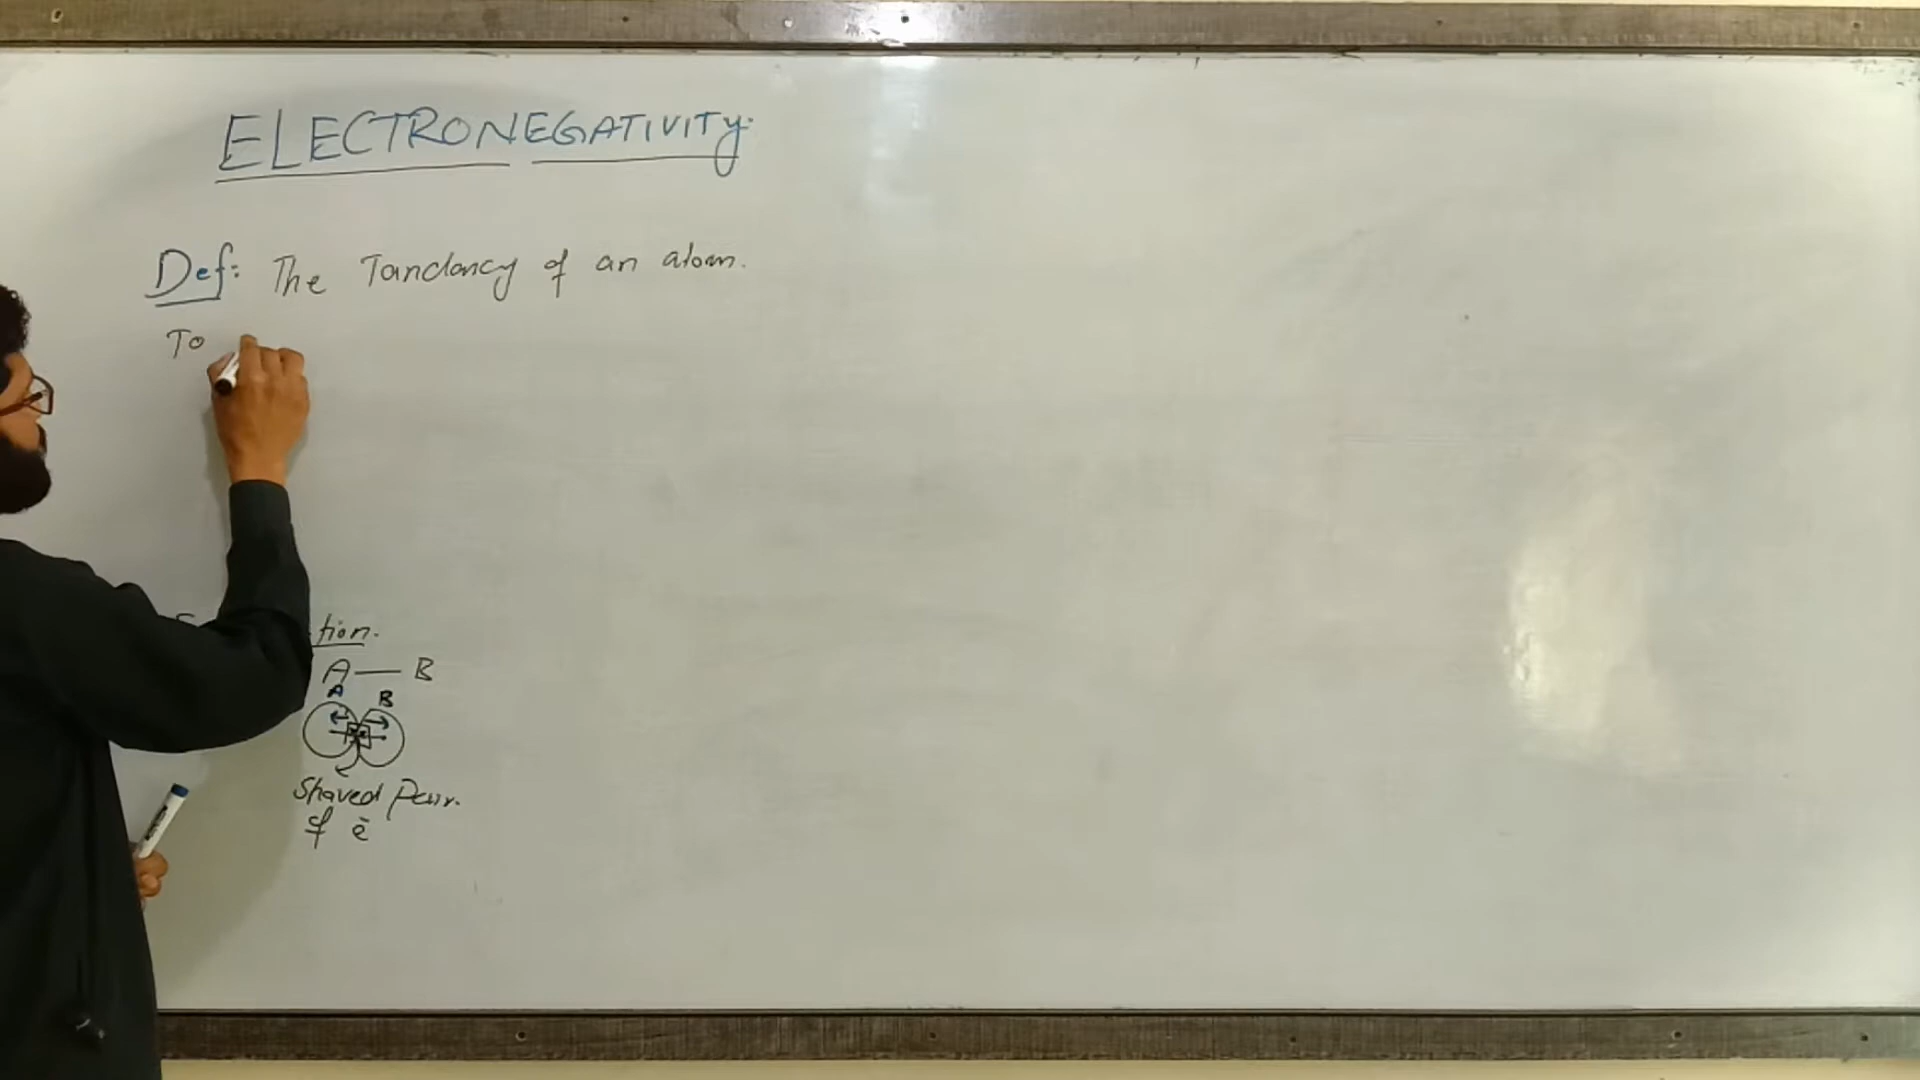 ELECTRONEGATIVITy.
Def: The Tandancy of an atom.
To
tion.
A — B
A B
Shared Pair.
of e-